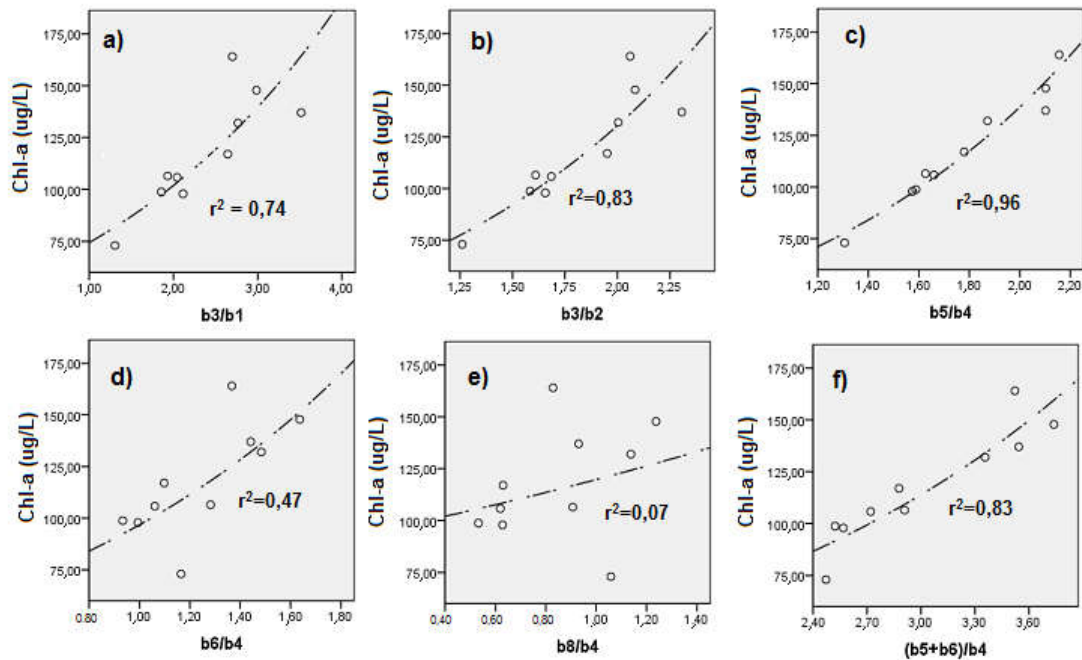 a)
Chl-a (ug/L)
175,00
150,00
125,00
100,00
75,00
r² = 0,74
1,00 2,00 3,00 4,00
b3/b1
b)
Chl-a (ug/L)
175,00
150,00
125,00
100,00
75,00
r²=0,83
1,25 1,50 1,75 2,00 2,25
b3/b2
c)
Chl-a (ug/L)
175,00
150,00
125,00
100,00
75,00
r²=0,96
1,20 1,40 1,60 1,80 2,00 2,20
b5/b4
d)
Chl-a (ug/L)
175,00
150,00
125,00
100,00
75,00
r²=0,47
0.80 1,00 1,20 1,40 1,60 1,80
b6/b4
e)
Chl-a (ug/L)
175,00
150,00
125,00
100,00
75,00
r²=0,07
0,40 0,60 0,80 1,00 1,20 1,40
b8/b4
f)
Chl-a (ug/L)
175,00
150,00
125,00
100,00
75,00
r²=0,83
2,40 2,70 3,00 3,30 3,60
(b5+b6)/b4